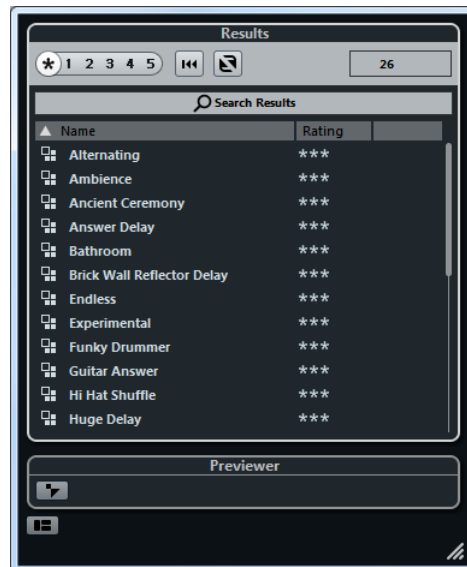 Results
* 1 2 3 4 5 26
Search Results
Name Rating
Alternating ***
Ambience ***
Ancient Ceremony ***
Answer Delay ***
Bathroom ***
Brick Wall Reflector Delay ***
Endless ***
Experimental ***
Funky Drummer ***
Guitar Answer ***
Hi Hat Shuffle ***
Huge Delay ***
Previewer